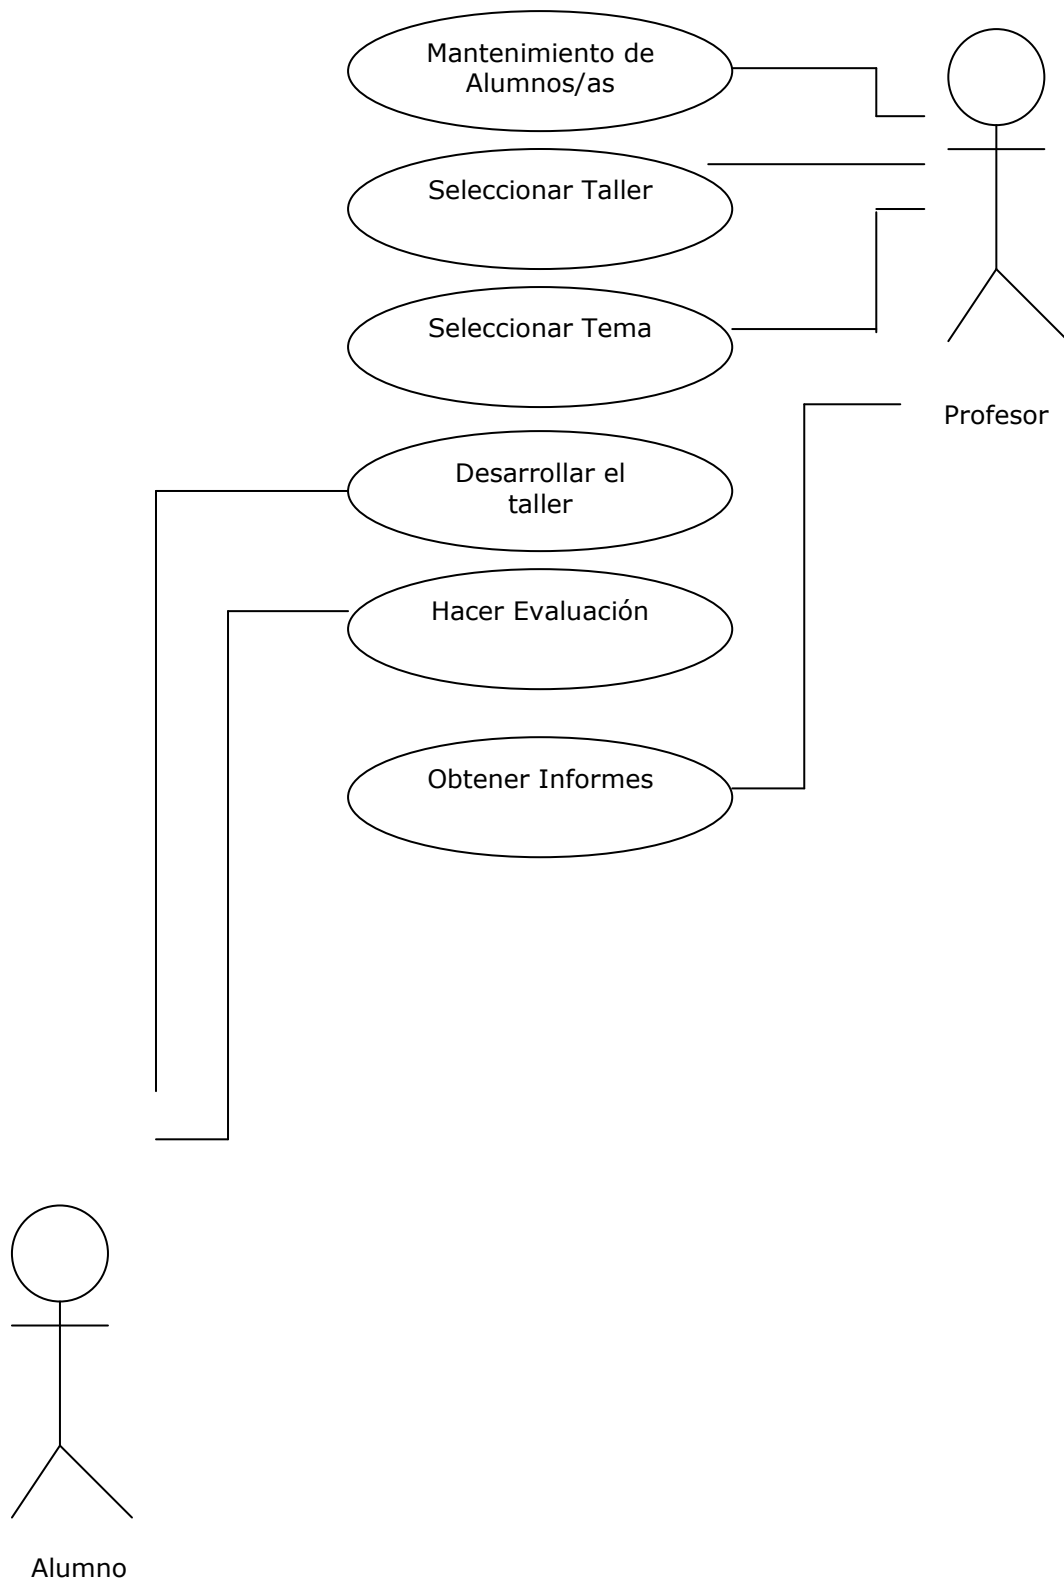 Mantenimiento de
Alumnos/as
Seleccionar Taller
Seleccionar Tema
Profesor
Desarrollar el
taller
Hacer Evaluación
Obtener Informes
Alumno